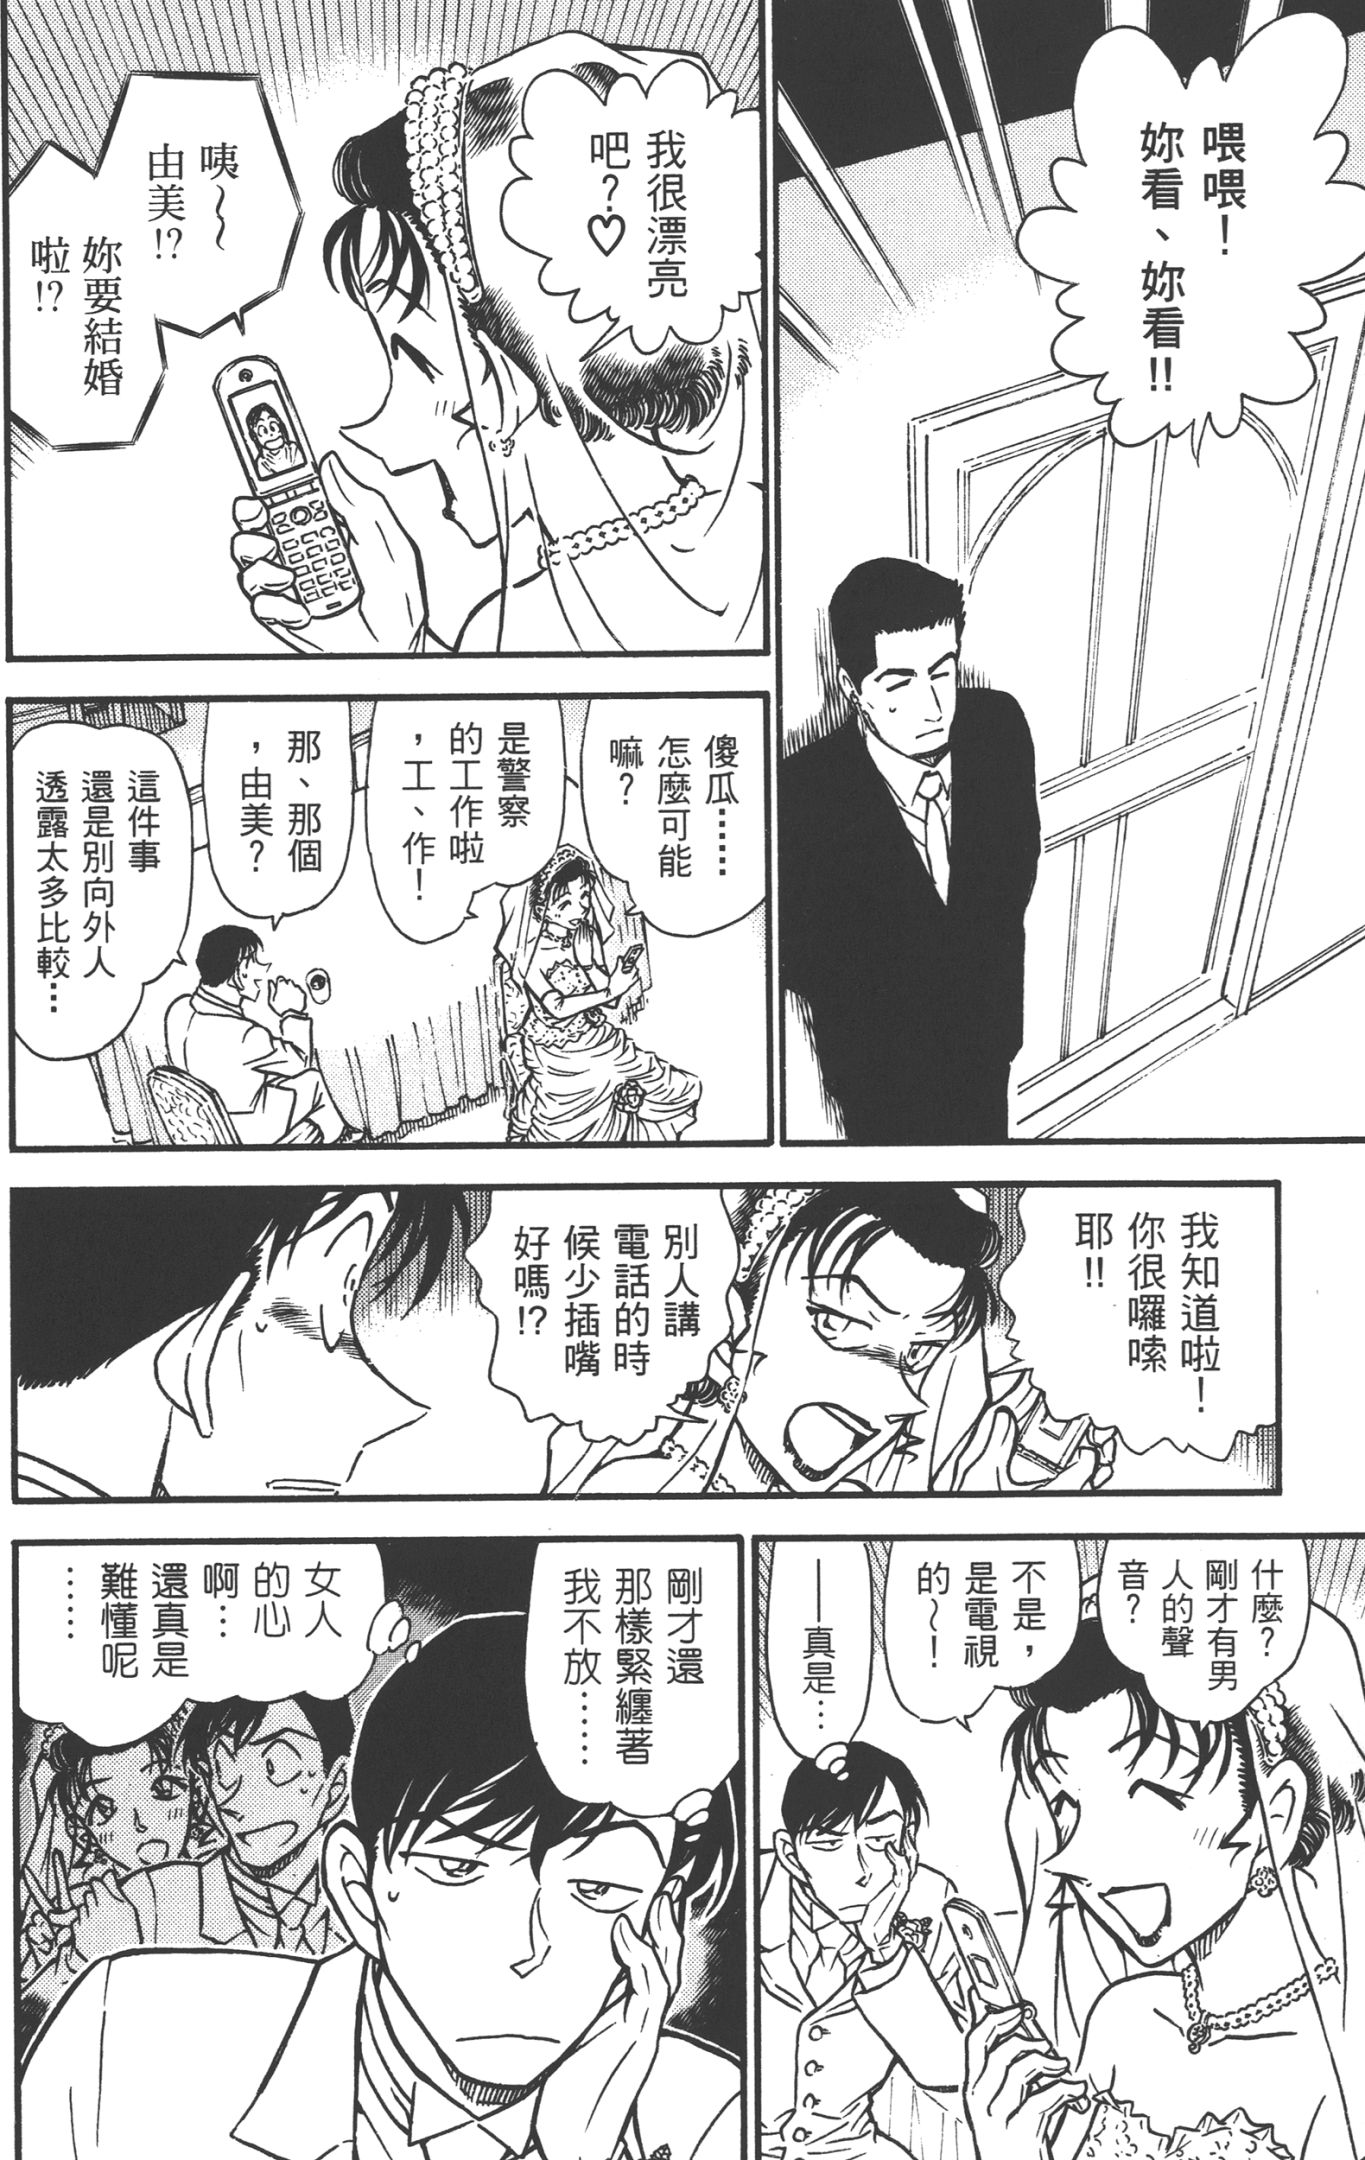 喂喂！
妳看、妳看!!
我很漂亮
吧？♡
咦～
由美!?
妳要結婚
啦!?
傻瓜……
怎麼可能
嘛？
是警察
的工作啦
，工、作！
那、那個
，由美？
這件事
還是別向外人
透露太多比較…
我知道啦！
你很囉嗦
耶!!
別人講
電話的時
候少插嘴
好嗎!?
什麼？
剛才有男
人的聲
音？
不是，
是電視
的～！
——真是…
剛才還
那樣緊纏著
我不放……
女人
的心
啊…
還真是
難懂呢
……